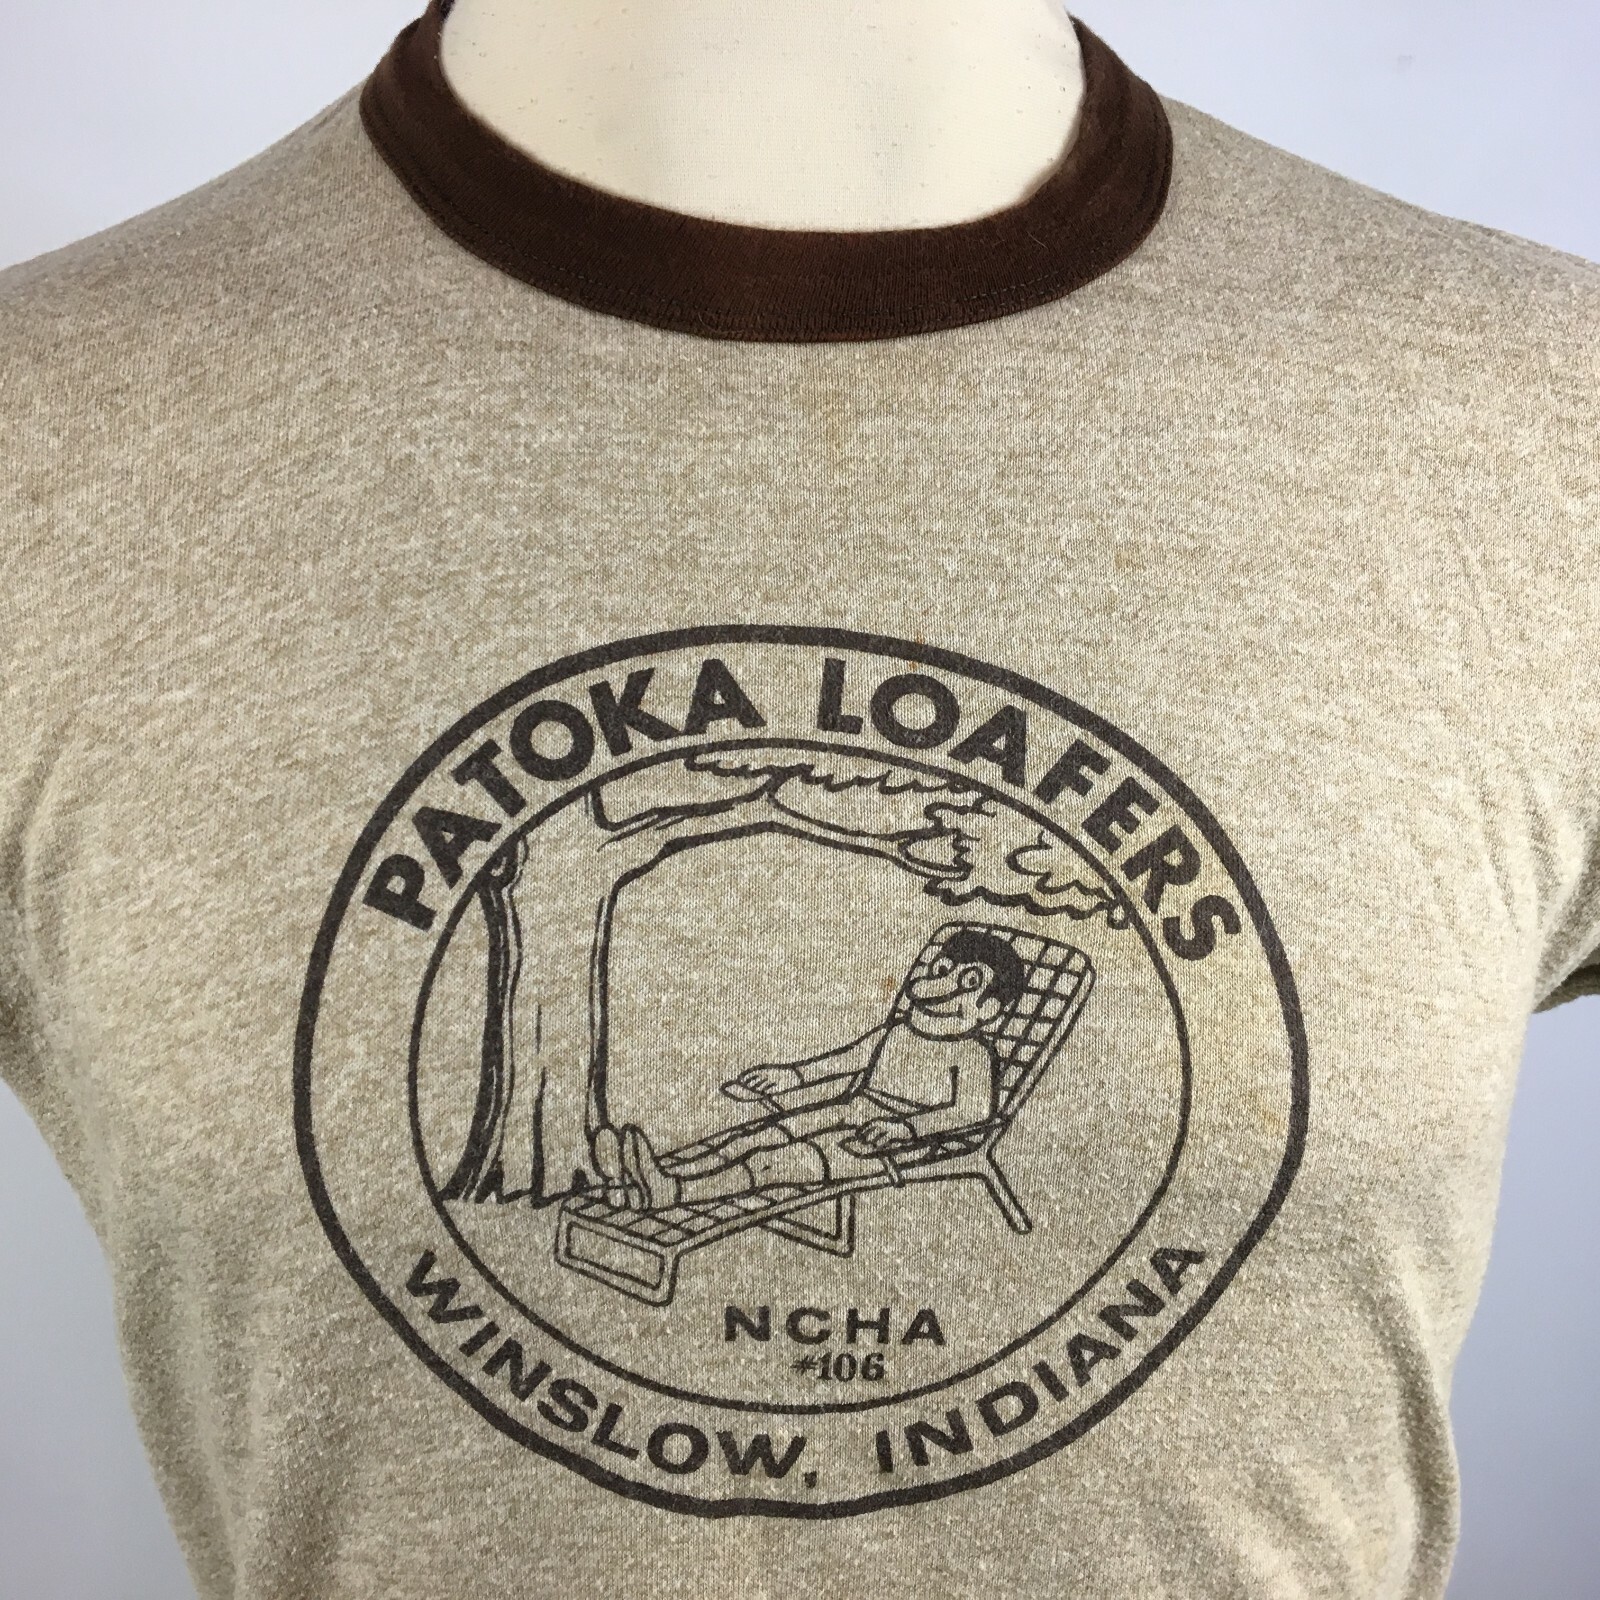 PATOKA LOAFERS
NCHA
#106
WINSLOW, INDIANA